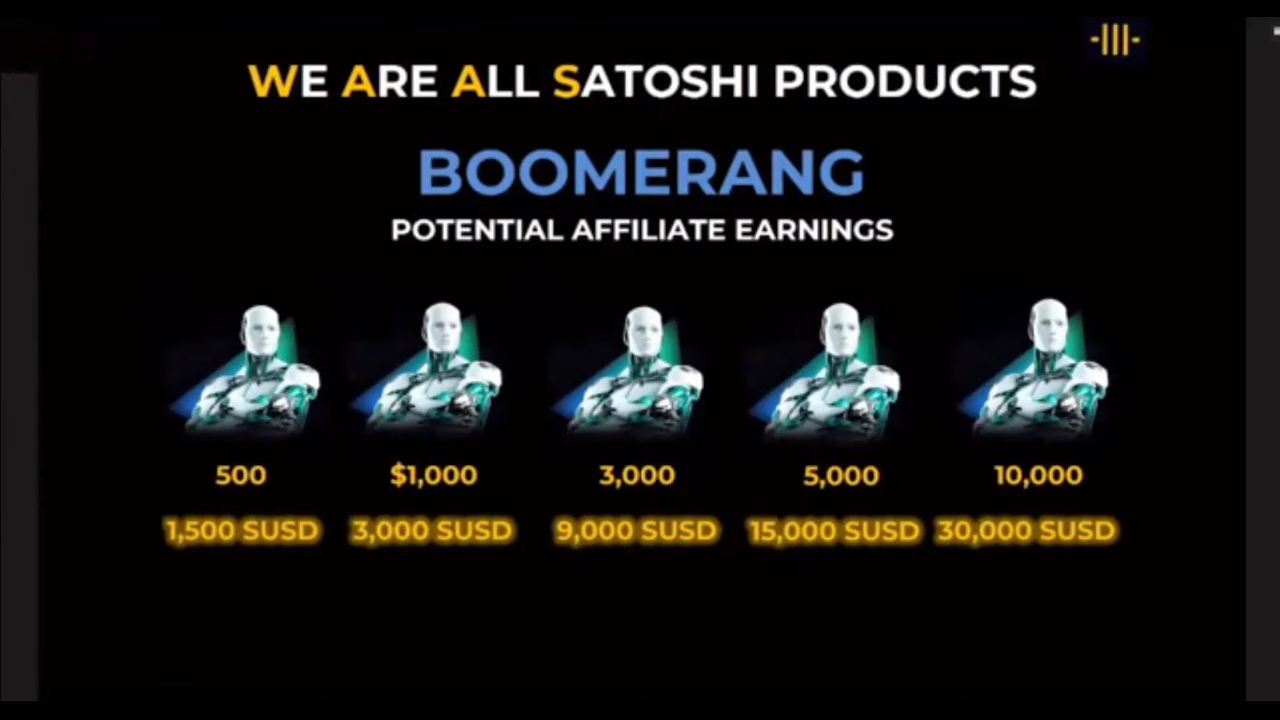 WE ARE ALL SATOSHI PRODUCTS
BOOMERANG
POTENTIAL AFFILIATE EARNINGS
500 $1,000 3,000 5,000 10,000
1,500 SUSD 3,000 SUSD 9,000 SUSD 15,000 SUSD 30,000 SUSD